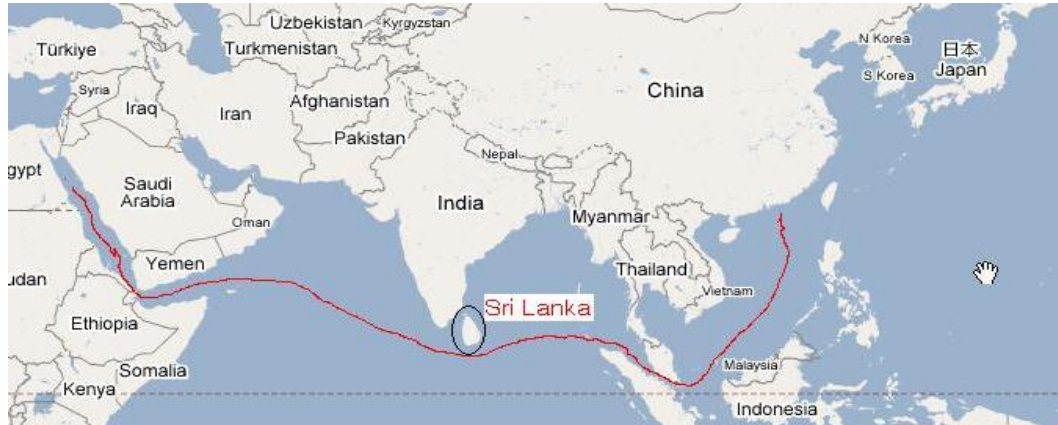 Uzbekistan
Kyrgyzstan
Türkiye
Turkmenistan
N Korea
日本
Japan
S Korea
Syria
Iraq
Iran
Afghanistan
China
Pakistan
gypt
Nepal
Saudi
Arabia
India
Oman
Myanmar
Yemen
Thailand
udan
Vietnam
Sri Lanka
Ethiopia
Malaysia
Somalia
Kenya
Indonesia